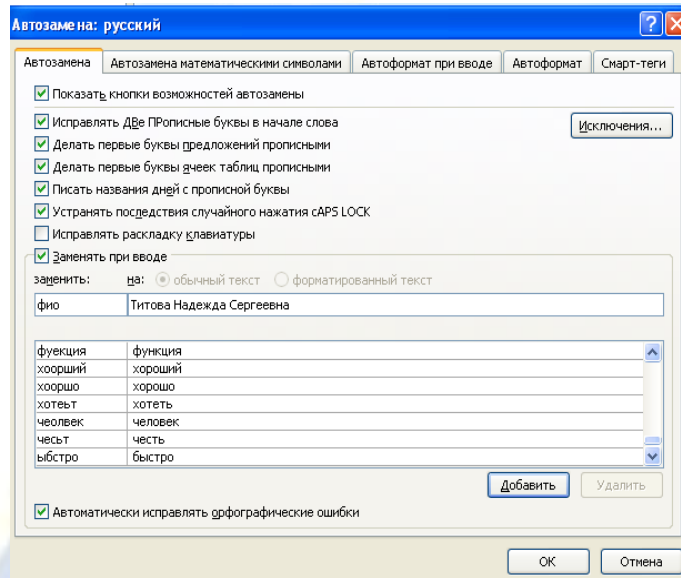 Автозамена: русский
Автозамена Автозамена математическими символами Автоформат при вводе Автоформат Смарт-теги
Показать кнопки возможностей автозамены
Исправлять ДВе ПРописные буквы в начале слова
Исключения...
Делать первые буквы предложений прописными
Делать первые буквы ячеек таблиц прописными
Писать названия дней с прописной буквы
Устранять последствия случайного нажатия cAPS LOCK
Исправлять раскладку клавиатуры
Заменять при вводе
заменить: на: обычный текст форматированный текст
фио Титова Надежда Сергеевна
фуекция функция
хоорший хороший
хооршо хорошо
хотеьт хотеть
чеолвек человек
чесьт честь
ыбстро быстро
Добавить Удалить
Автоматически исправлять орфографические ошибки
ОК Отмена